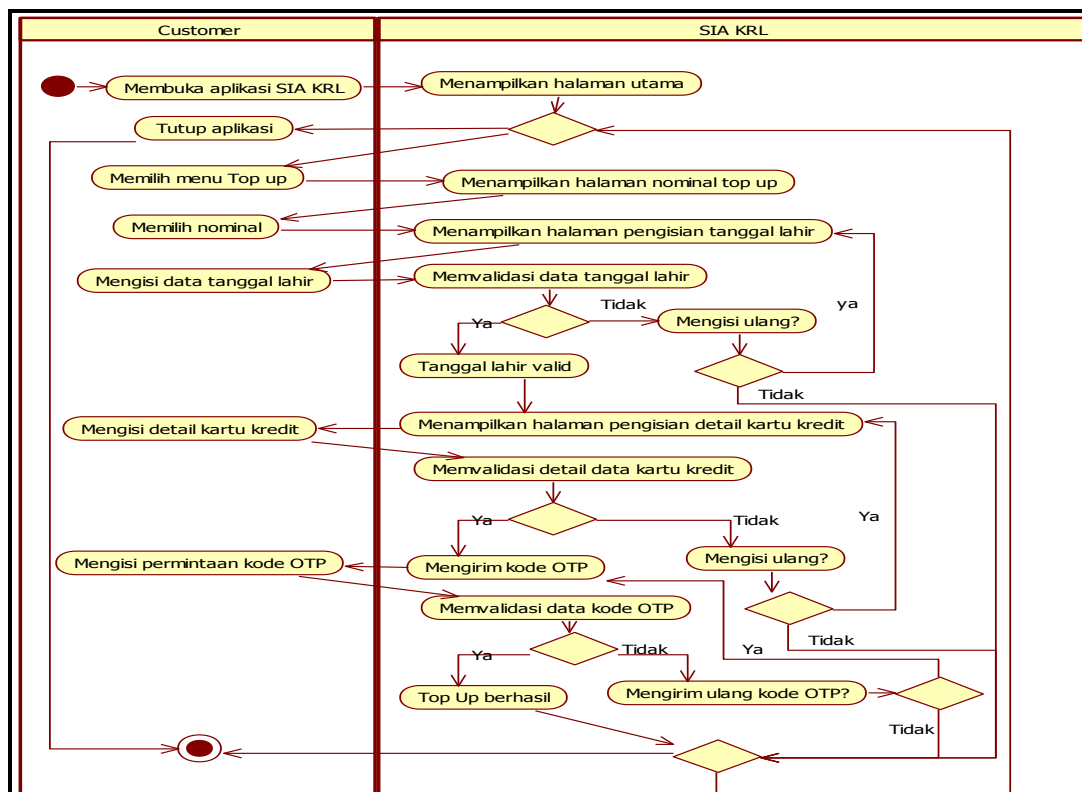 Customer
SIA KRL
Membuka aplikasi SIA KRL
Menampilkan halaman utama
Tutup aplikasi
Memilih menu Top up
Menampilkan halaman nominal top up
Memilih nominal
Menampilkan halaman pengisian tanggal lahir
Mengisi data tanggal lahir
Memvalidasi data tanggal lahir
Tidak
ya
Ya
Mengisi ulang?
Tanggal lahir valid
Tidak
Mengisi detail kartu kredit
Menampilkan halaman pengisian detail kartu kredit
Memvalidasi detail data kartu kredit
Ya
Tidak
Ya
Mengisi ulang?
Mengisi permintaan kode OTP
Mengirim kode OTP
Memvalidasi data kode OTP
Tidak
Ya
Tidak
Ya
Top Up berhasil
Mengirim ulang kode OTP?
Tidak